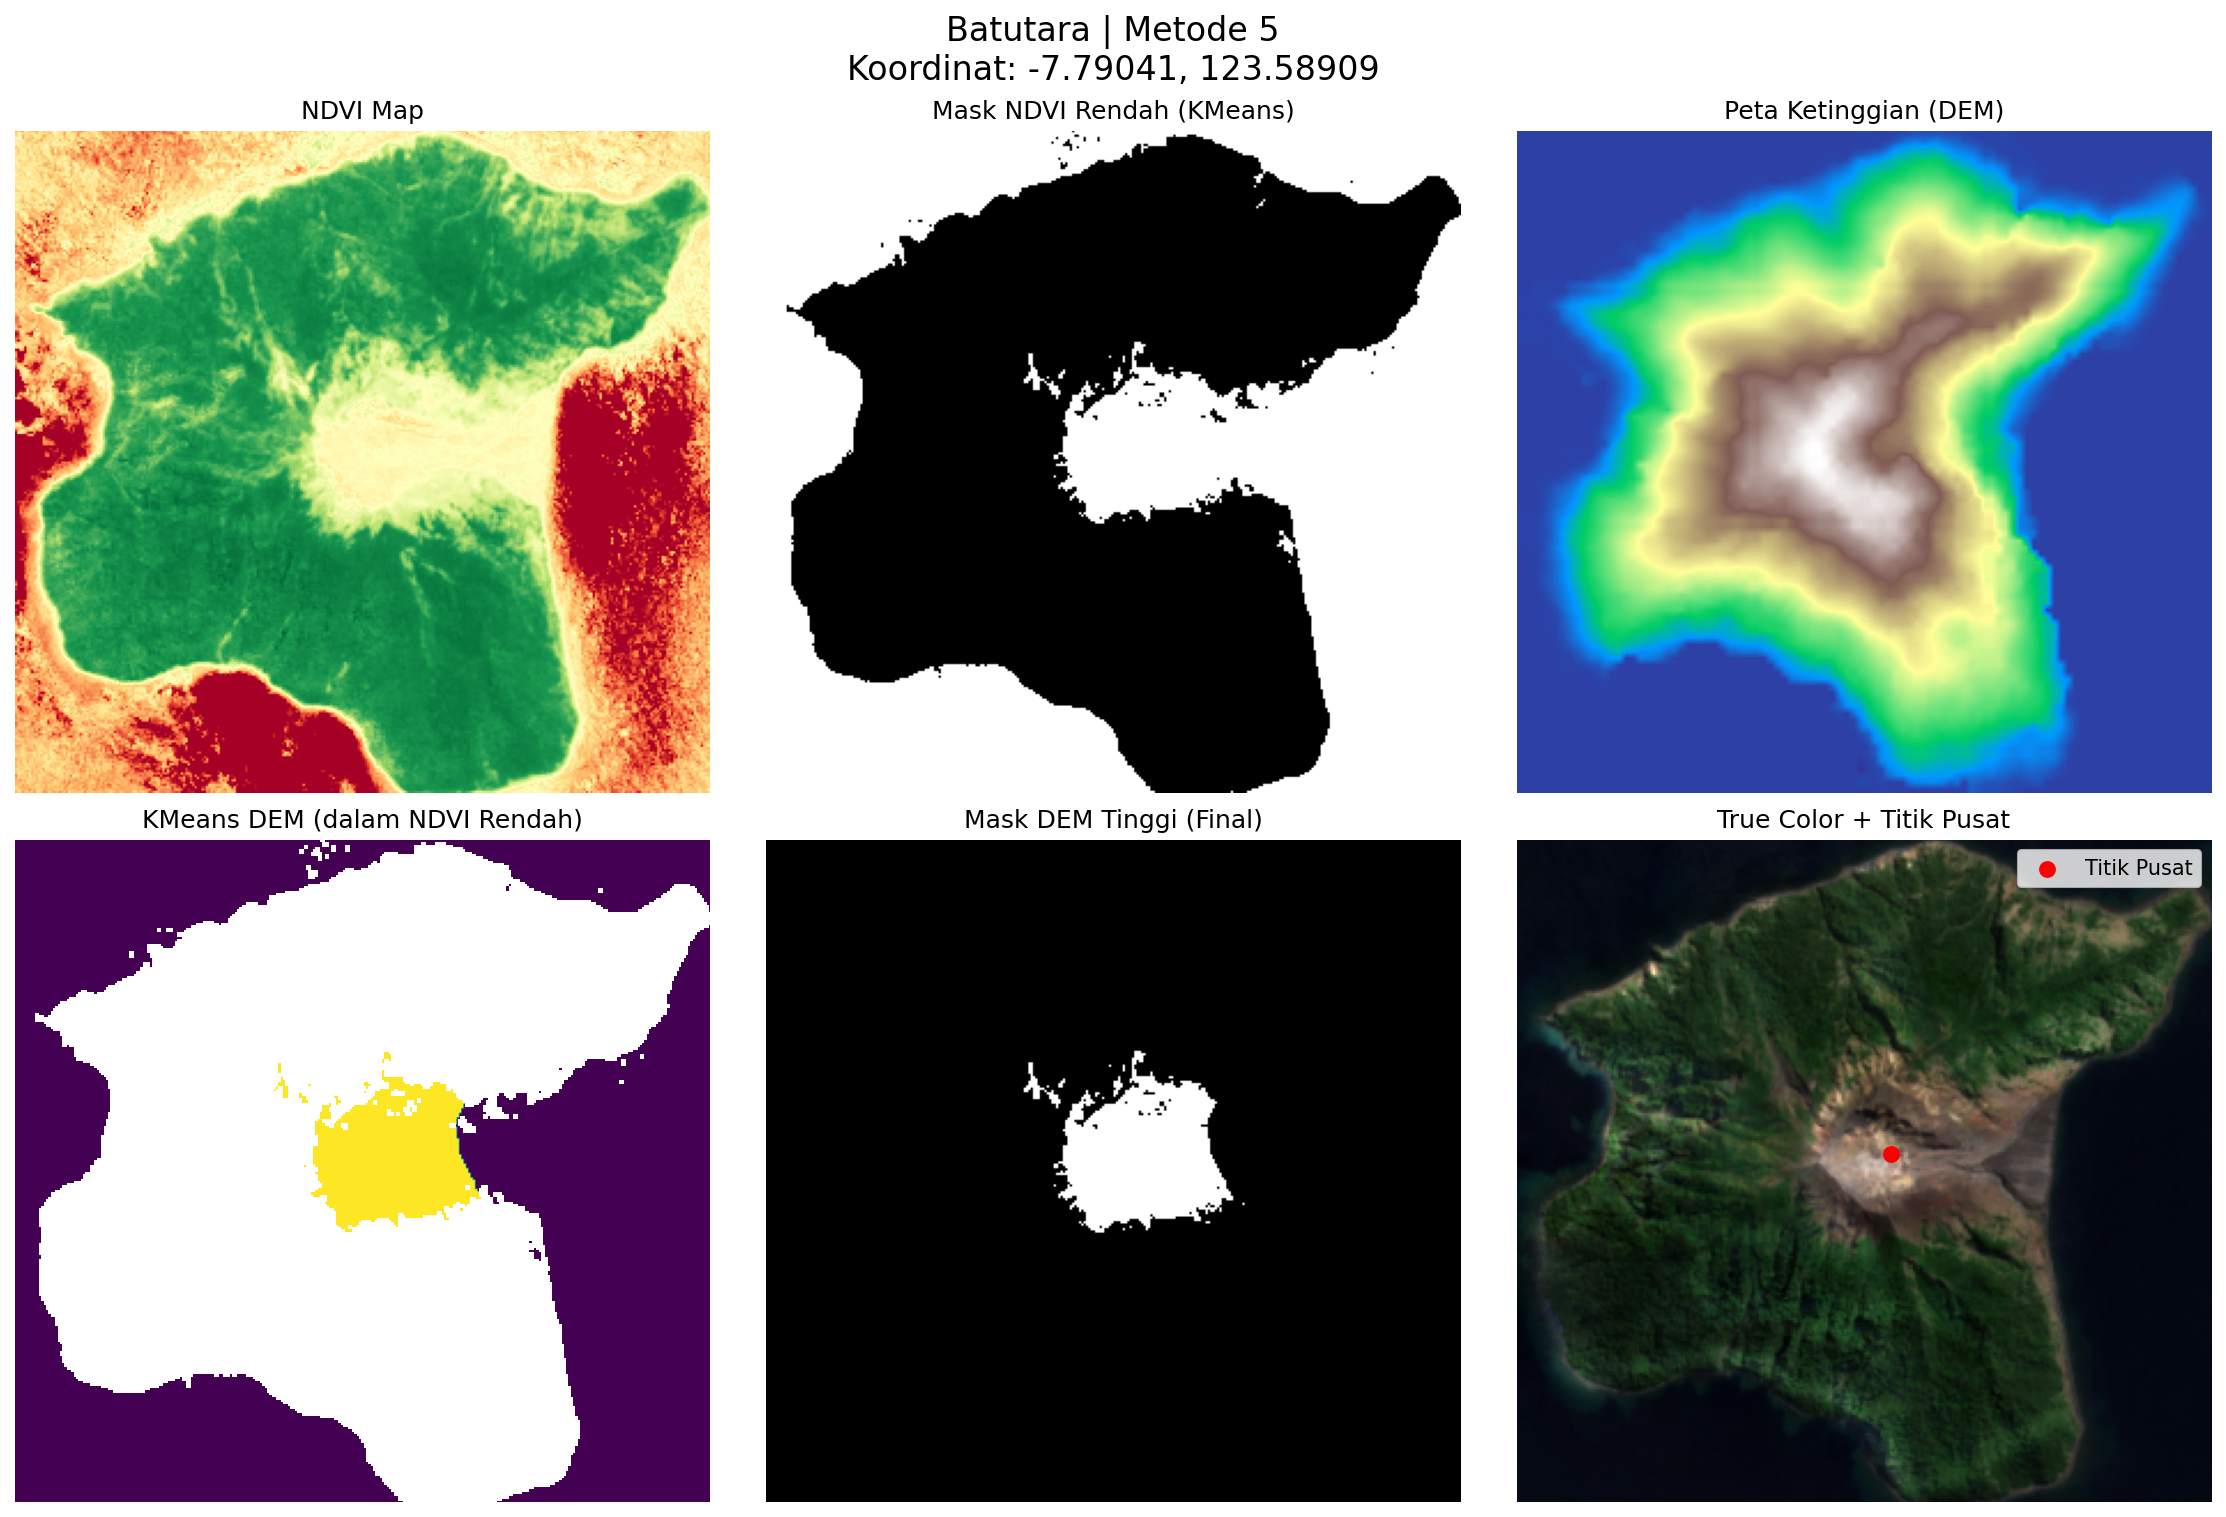 Batutara | Metode 5
Koordinat: -7.79041, 123.58909
NDVI Map
Mask NDVI Rendah (KMeans)
Peta Ketinggian (DEM)
KMeans DEM (dalam NDVI Rendah)
Mask DEM Tinggi (Final)
True Color + Titik Pusat
Titik Pusat